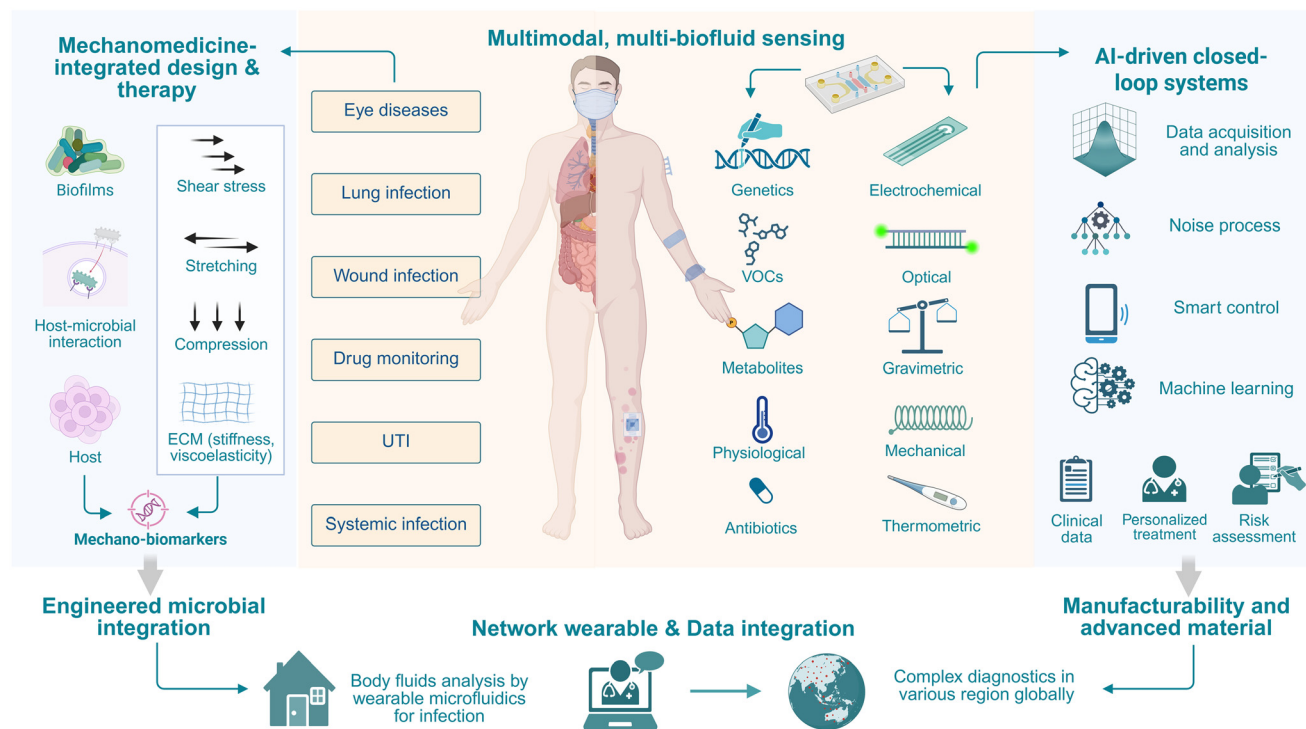 Mechanomedicine-
integrated design &
therapy
Biofilms
Host-microbial
interaction
Host
Shear stress
Stretching
Compression
ECM (stiffness,
viscoelasticity)
Mechano-biomarkers
Multimodal, multi-biofluid sensing
Eye diseases
Lung infection
Wound infection
Drug monitoring
UTI
Systemic infection
Genetics
VOCs
P
Metabolites
Physiological
Antibiotics
Electrochemical
Optical
Gravimetric
Mechanical
Thermometric
AI-driven closed-
loop systems
Data acquisition
and analysis
Noise process
Smart control
Machine learning
Clinical
data
Personalized
treatment
Risk
assessment
Engineered microbial
integration
Network wearable & Data integration
Manufacturability and
advanced material
Body fluids analysis by
wearable microfluidics
for infection
Complex diagnostics in
various region globally